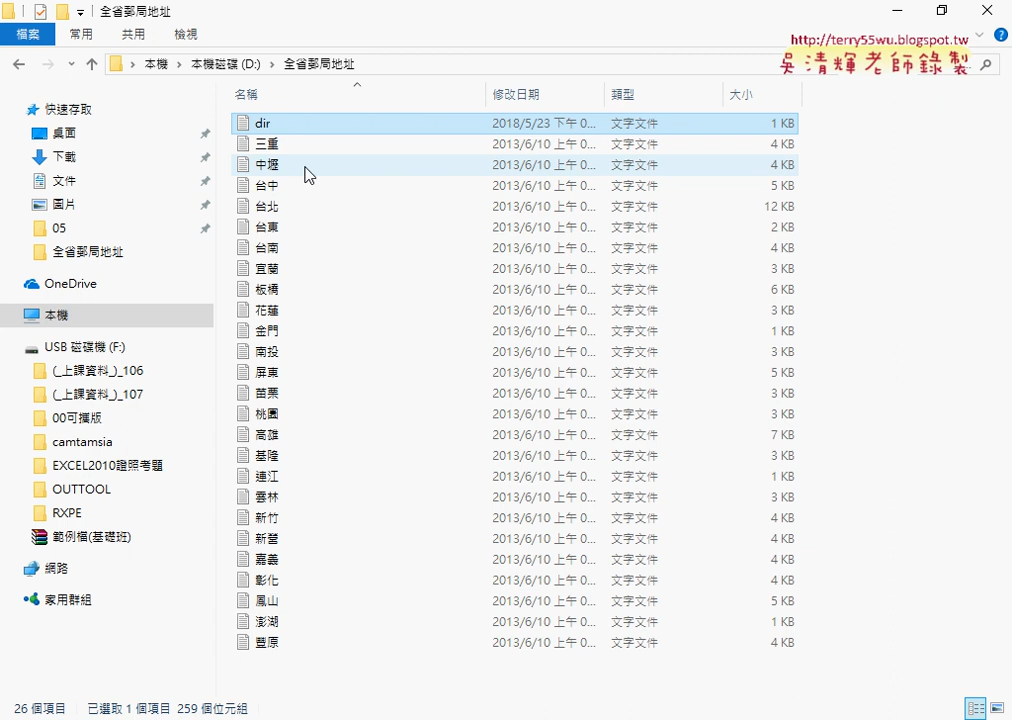 全省郵局地址
檔案 常用 共用 檢視
http://terry55wu.blogspot.tw
吳清輝老師錄製
本機 › 本機磁碟 (D:) › 全省郵局地址
名稱 修改日期 類型 大小
快速存取
桌面
下載
文件
圖片
05
全省郵局地址
OneDrive
本機
USB 磁碟機 (F:)
(_上課資料_)_106
(_上課資料_)_107
00可攜版
camtamsia
EXCEL2010證照考題
OUTTOOL
RXPE
範例檔(基礎班)
網路
家用群組
dir 2018/5/23 下午 0... 文字文件 1 KB
三重 2013/6/10 上午 0... 文字文件 4 KB
中壢 2013/6/10 上午 0... 文字文件 4 KB
台中 2013/6/10 上午 0... 文字文件 5 KB
台北 2013/6/10 上午 0... 文字文件 12 KB
台東 2013/6/10 上午 0... 文字文件 2 KB
台南 2013/6/10 上午 0... 文字文件 4 KB
宜蘭 2013/6/10 上午 0... 文字文件 3 KB
板橋 2013/6/10 上午 0... 文字文件 6 KB
花蓮 2013/6/10 上午 0... 文字文件 3 KB
金門 2013/6/10 上午 0... 文字文件 1 KB
南投 2013/6/10 上午 0... 文字文件 3 KB
屏東 2013/6/10 上午 0... 文字文件 5 KB
苗栗 2013/6/10 上午 0... 文字文件 3 KB
桃園 2013/6/10 上午 0... 文字文件 3 KB
高雄 2013/6/10 上午 0... 文字文件 7 KB
基隆 2013/6/10 上午 0... 文字文件 3 KB
連江 2013/6/10 上午 0... 文字文件 1 KB
雲林 2013/6/10 上午 0... 文字文件 3 KB
新竹 2013/6/10 上午 0... 文字文件 4 KB
新營 2013/6/10 上午 0... 文字文件 4 KB
嘉義 2013/6/10 上午 0... 文字文件 4 KB
彰化 2013/6/10 上午 0... 文字文件 4 KB
鳳山 2013/6/10 上午 0... 文字文件 5 KB
澎湖 2013/6/10 上午 0... 文字文件 1 KB
豐原 2013/6/10 上午 0... 文字文件 4 KB
26 個項目 已選取 1 個項目 259 個位元組